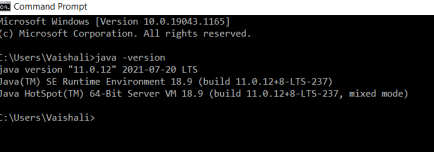 Command Prompt
Microsoft Windows [Version 10.0.19043.1165]
(c) Microsoft Corporation. All rights reserved.
C:\Users\Vaishali>java -version
java version "11.0.12" 2021-07-20 LTS
Java(TM) SE Runtime Environment 18.9 (build 11.0.12+8-LTS-237)
Java HotSpot(TM) 64-Bit Server VM 18.9 (build 11.0.12+8-LTS-237, mixed mode)
C:\Users\Vaishali>